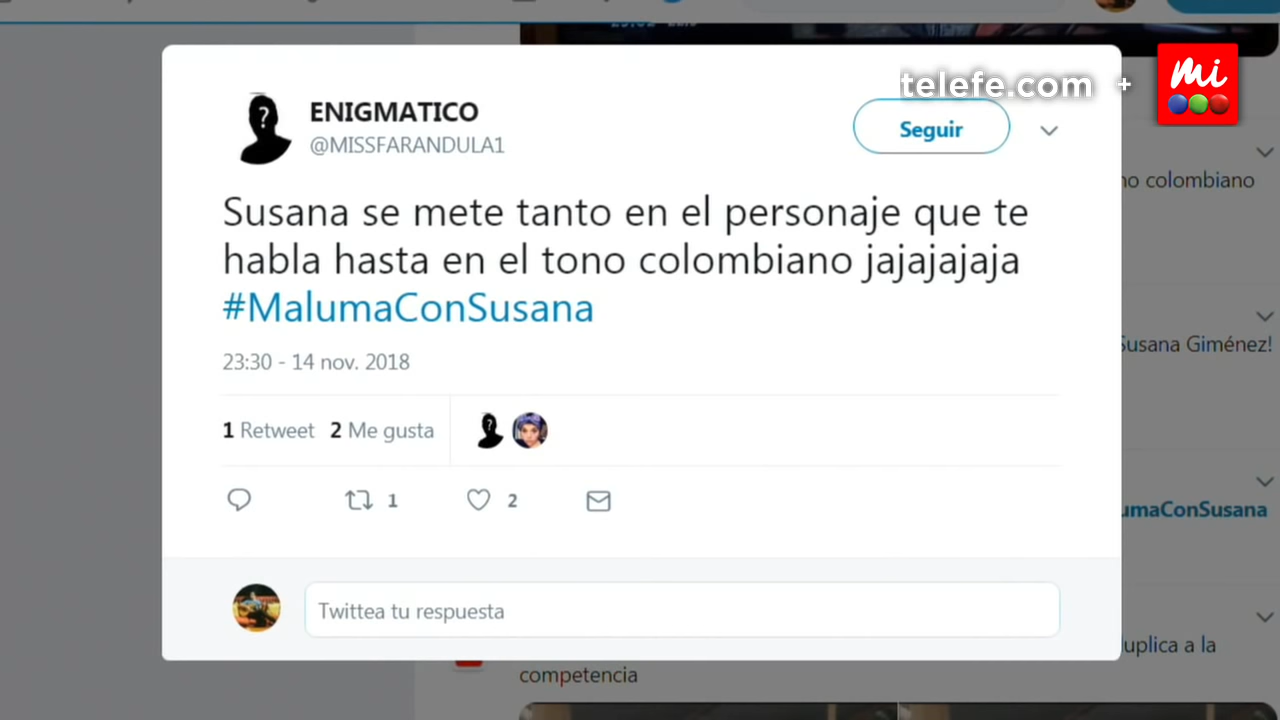 telefe.com +
mi
ENIGMATICO
@MISSFARANDULA1
Seguir
Susana se mete tanto en el personaje que te
habla hasta en el tono colombiano jajajajaja
#MalumaConSusana
23:30 - 14 nov. 2018
1 Retweet 2 Me gusta
1 2
Twittea tu respuesta
no colombiano
Susana Giménez!
umaConSusana
uplica a la
competencia